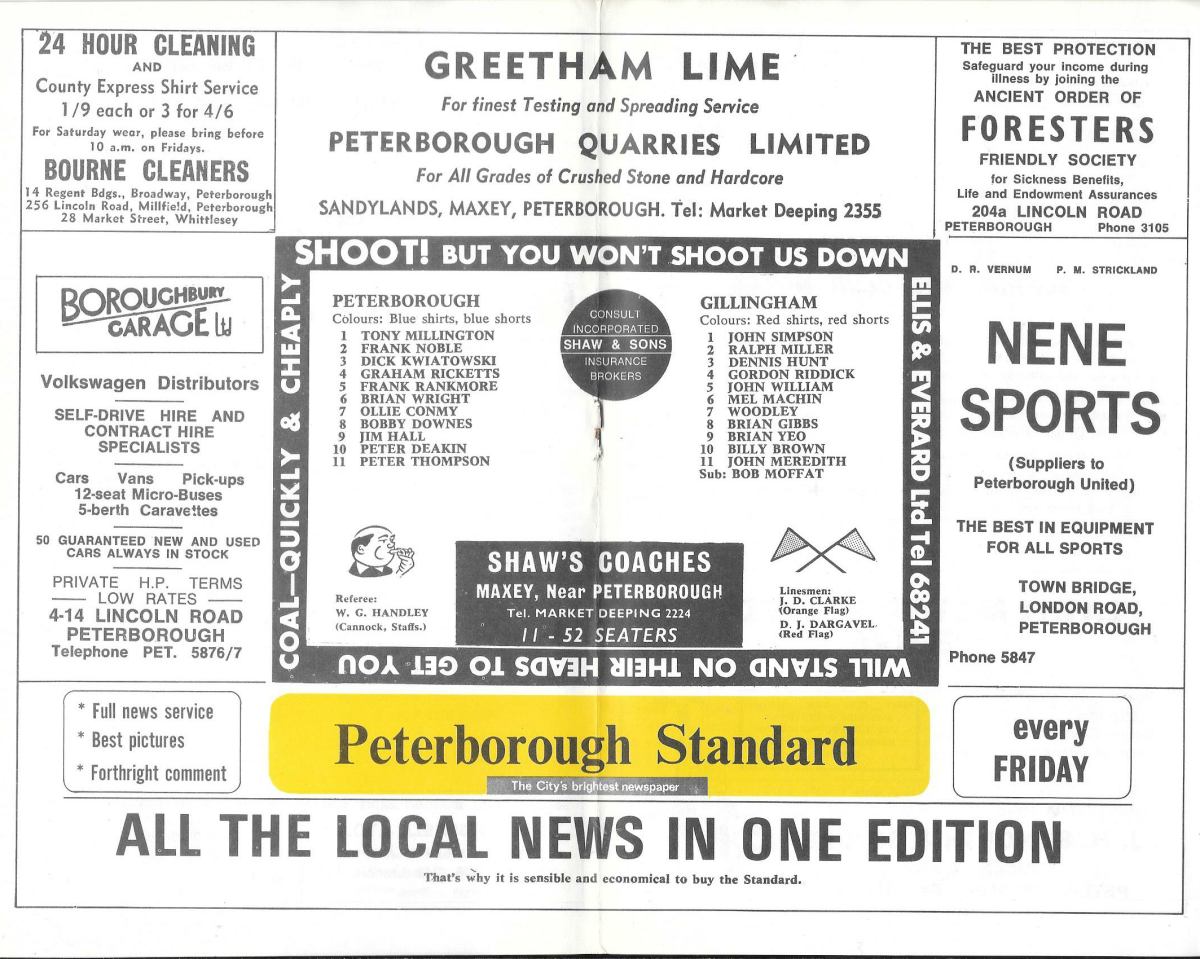 24 HOUR CLEANING
AND
County Express Shirt Service
1/9 each or 3 for 4/6
For Saturday wear, please bring before
10 a.m. on Fridays.
BOURNE CLEANERS
14 Regent Bdgs., Broadway, Peterborough
256 Lincoln Road, Millfield, Peterborough
28 Market Street, Whittlesey
GREETHAM LIME
For finest Testing and Spreading Service
PETERBOROUGH QUARRIES LIMITED
For All Grades of Crushed Stone and Hardcore
SANDYLANDS, MAXEY, PETERBOROUGH. Tel: Market Deeping 2355
THE BEST PROTECTION
Safeguard your income during
illness by joining the
ANCIENT ORDER OF
FORESTERS
FRIENDLY SOCIETY
for Sickness Benefits,
Life and Endowment Assurances
204a LINCOLN ROAD
PETERBOROUGH Phone 3105
BOROUGHBURY
GARAGE Ltd
Volkswagen Distributors
SELF-DRIVE HIRE AND
CONTRACT HIRE
SPECIALISTS
Cars Vans Pick-ups
12-seat Micro-Buses
5-berth Caravettes
50 GUARANTEED NEW AND USED
CARS ALWAYS IN STOCK
PRIVATE H.P. TERMS
LOW RATES
4-14 LINCOLN ROAD
PETERBOROUGH
Telephone PET. 5876/7
COAL—QUICKLY & CHEAPLY
SHOOT! BUT YOU WON'T SHOOT US DOWN
ELLIS & EVERARD Ltd Tel 68241
WILL STAND ON THEIR HEADS TO GET YOU
PETERBOROUGH
Colours: Blue shirts, blue shorts
1 TONY MILLINGTON
2 FRANK NOBLE
3 DICK KWIATOWSKI
4 GRAHAM RICKETTS
5 FRANK RANKMORE
6 BRIAN WRIGHT
7 OLLIE CONMY
8 BOBBY DOWNES
9 JIM HALL
10 PETER DEAKIN
11 PETER THOMPSON
CONSULT
INCORPORATED
SHAW & SONS
INSURANCE
BROKERS
GILLINGHAM
Colours: Red shirts, red shorts
1 JOHN SIMPSON
2 RALPH MILLER
3 DENNIS HUNT
4 GORDON RIDDICK
5 JOHN WILLIAM
6 MEL MACHIN
7 WOODLEY
8 BRIAN GIBBS
9 BRIAN YEO
10 BILLY BROWN
11 JOHN MEREDITH
Sub: BOB MOFFAT
Referee:
W. G. HANDLEY
(Cannock, Staffs.)
SHAW'S COACHES
MAXEY, Near PETERBOROUGH
Tel. MARKET DEEPING 2224
11 - 52 SEATERS
Linesmen:
J. D. CLARKE
(Orange Flag)
D. J. DARGAVEL
(Red Flag)
D. R. VERNUM P. M. STRICKLAND
NENE
SPORTS
(Suppliers to
Peterborough United)
THE BEST IN EQUIPMENT
FOR ALL SPORTS
TOWN BRIDGE,
LONDON ROAD,
PETERBOROUGH
Phone 5847
* Full news service
* Best pictures
* Forthright comment
Peterborough Standard
The City's brightest newspaper
every
FRIDAY
ALL THE LOCAL NEWS IN ONE EDITION
That's why it is sensible and economical to buy the Standard.